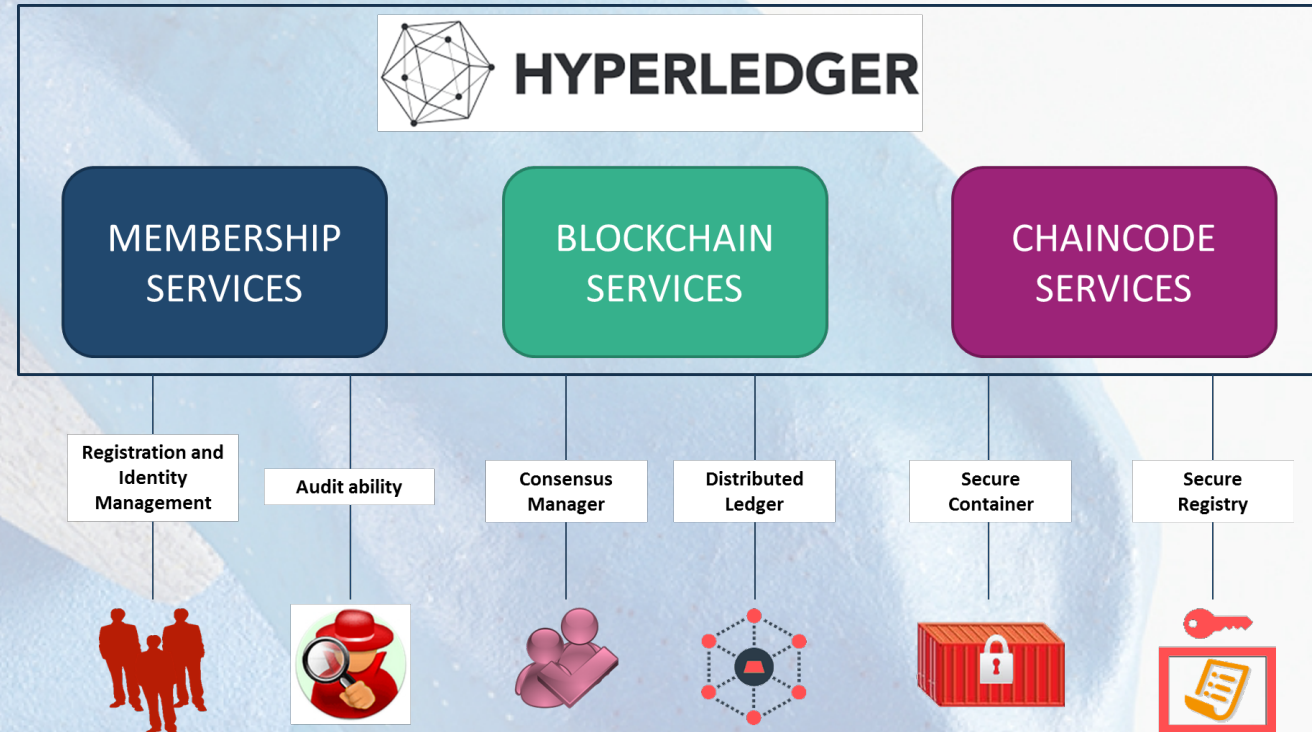 HYPERLEDGER
MEMBERSHIP
SERVICES
BLOCKCHAIN
SERVICES
CHAINCODE
SERVICES
Registration and
Identity
Management
Audit ability
Consensus
Manager
Distributed
Ledger
Secure
Container
Secure
Registry